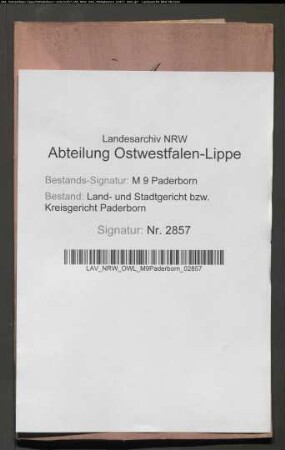 Landesarchiv NRW
Abteilung Ostwestfalen-Lippe
Bestands-Signatur: M 9 Paderborn
Bestand: Land- und Stadtgericht bzw.
Kreisgericht Paderborn
Signatur: Nr. 2857
LAV_NRW_OWL_M9Paderborn_02857